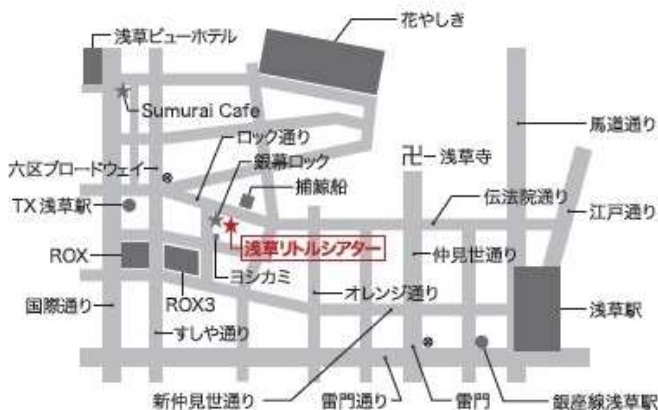 花やしき
浅草ビューホテル
Sumurai Cafe
ロック通り
馬道通り
銀幕ロック
卍浅草寺
六区ブロードウェイ
捕鯨船
伝法院通り
TX浅草駅
江戸通り
浅草リトルシアター
仲見世通り
ROX
ヨシカミ
オレンジ通り
国際通り
ROX3
浅草駅
すしや通り
新仲見世通り
雷門通り
雷門
銀座線浅草駅